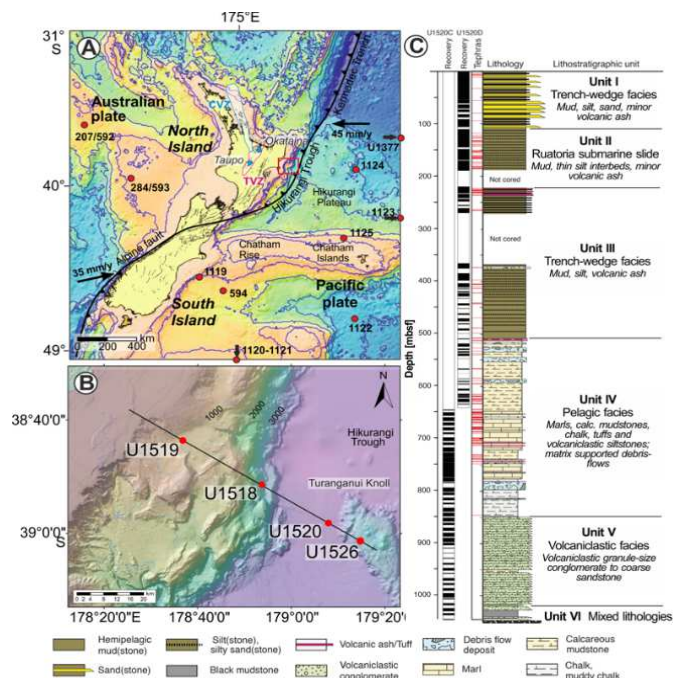 175°E
31°
S
A
Australian
plate
207/592
North
Island
CVZ
Okataina
Taupo
TVZ
Kermadec Trench
45 mm/y
U1377
1124
40°
284/593
Hikurangi Trough
Hikurangi
Plateau
1123
1125
Alpine fault
35 mm/y
Chatham
Rise
Chatham
Islands
1119
594
South
Island
Pacific
plate
1122
0 200 400
km
49°
S
1120-1121
B
N
38°40'0"
1000
2000
3000
Hikurangi
Trough
U1519
U1518
Turanganui Knoll
39°0'0"
S
U1520
U1526
km
178°20'E
178°40'
179°0'
179°20'
C
U1520C
U1520D
Recovery
Recovery
Tephras
Lithology
Lithostratigraphic unit
Depth [mbsf]
100
200
300
400
500
600
700
800
900
1000
Not cored
Not cored
Unit I
Trench-wedge facies
Mud, silt, sand, minor
volcanic ash
Unit II
Ruatoria submarine slide
Mud, thin silt interbeds, minor
volcanic ash
Unit III
Trench-wedge facies
Mud, silt, volcanic ash
Unit IV
Pelagic facies
Marls, calc. mudstones,
chalk, tuffs and
volcaniclastic siltstones;
matrix supported debris-
flows
Unit V
Volcaniclastic facies
Volcaniclastic granule-size
conglomerate to coarse
sandstone
Unit VI Mixed lithologies
Hemipelagic
mud(stone)
Silt(stone),
silty sand(stone)
Volcanic ash/Tuff
Debris flow
deposit
Calcareous
mudstone
Sand(stone)
Black mudstone
Volcaniclastic
conglomerate
Marl
Chalk,
muddy chalk